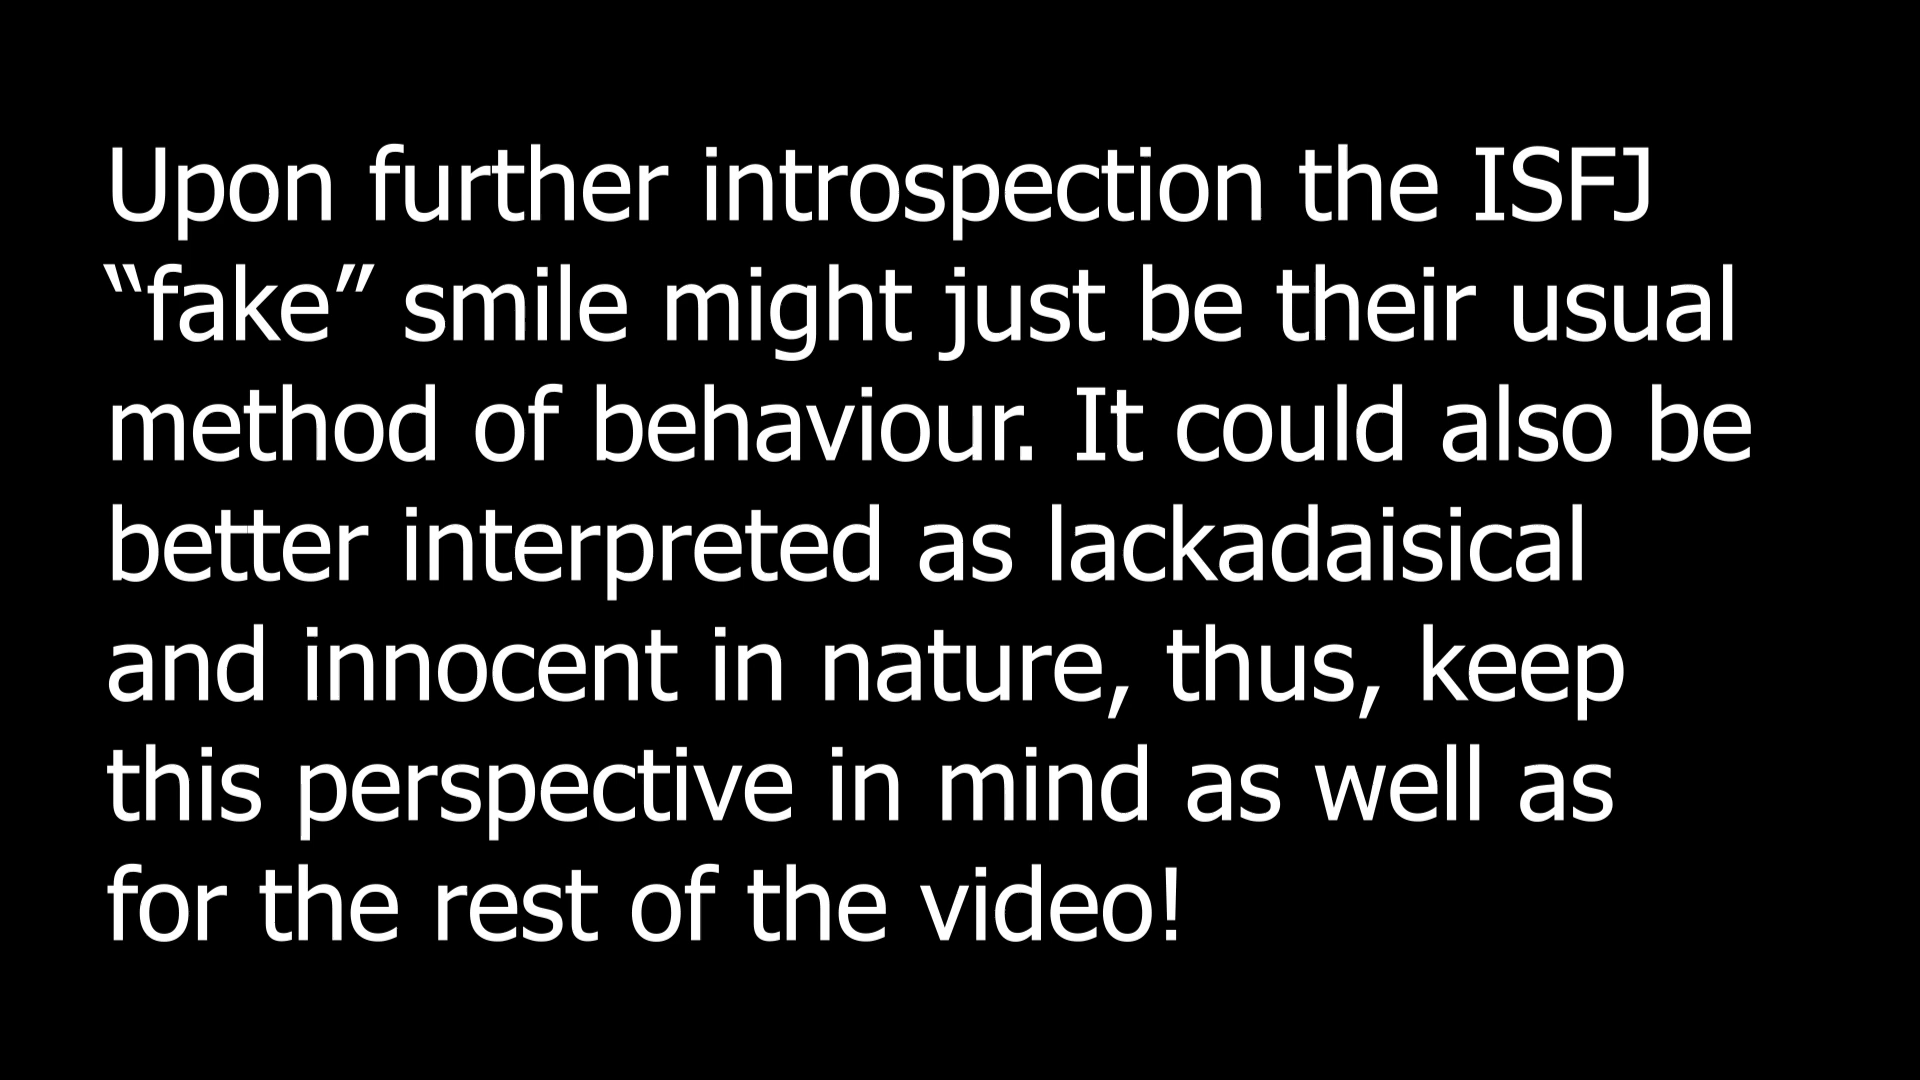 Upon further introspection the ISFJ
“fake” smile might just be their usual
method of behaviour. It could also be
better interpreted as lackadaisical
and innocent in nature, thus, keep
this perspective in mind as well as
for the rest of the video!